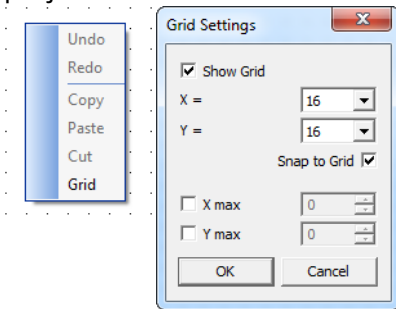 Undo
Redo
Copy
Paste
Cut
Grid
Grid Settings
Show Grid
X = 16
Y = 16
Snap to Grid
X max 0
Y max 0
OK Cancel